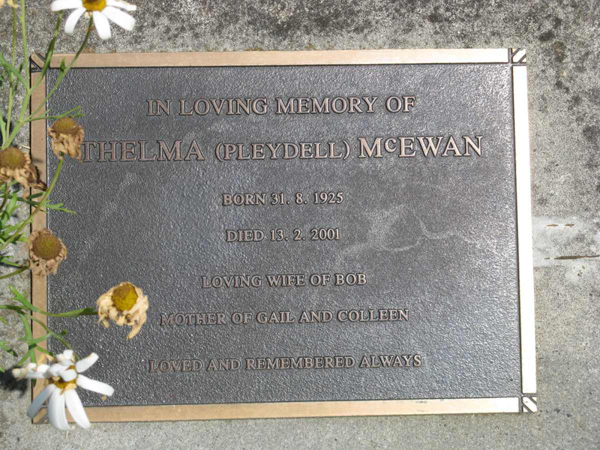 IN LOVING MEMORY OF
THELMA (PLEYDELL) McEWAN
BORN 31. 8. 1925
DIED 13. 2. 2001
LOVING WIFE OF BOB
MOTHER OF GAIL AND COLLEEN
LOVED AND REMEMBERED ALWAYS